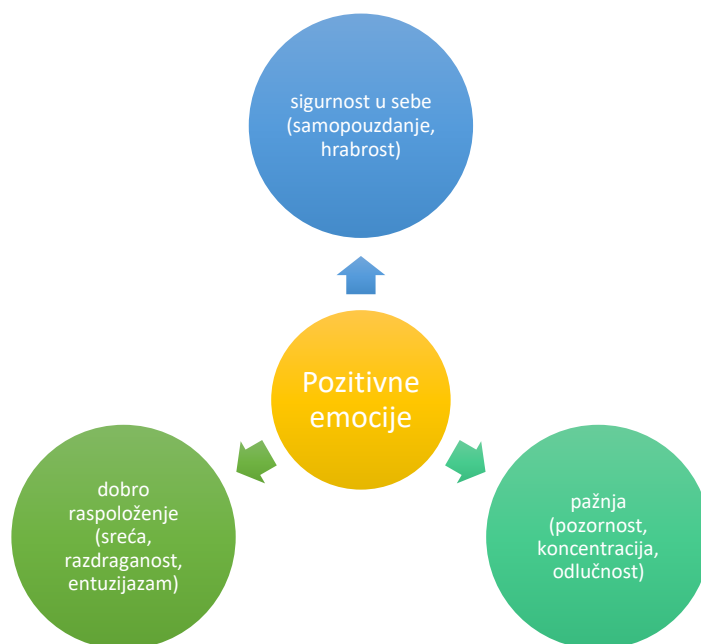 sigurnost u sebe
(samopouzdanje,
hrabrost)
Pozitivne
emocije
dobro
raspoloženje
(sreća,
razdraganost,
entuzijazam)
pažnja
(pozornost,
koncentracija,
odlučnost)